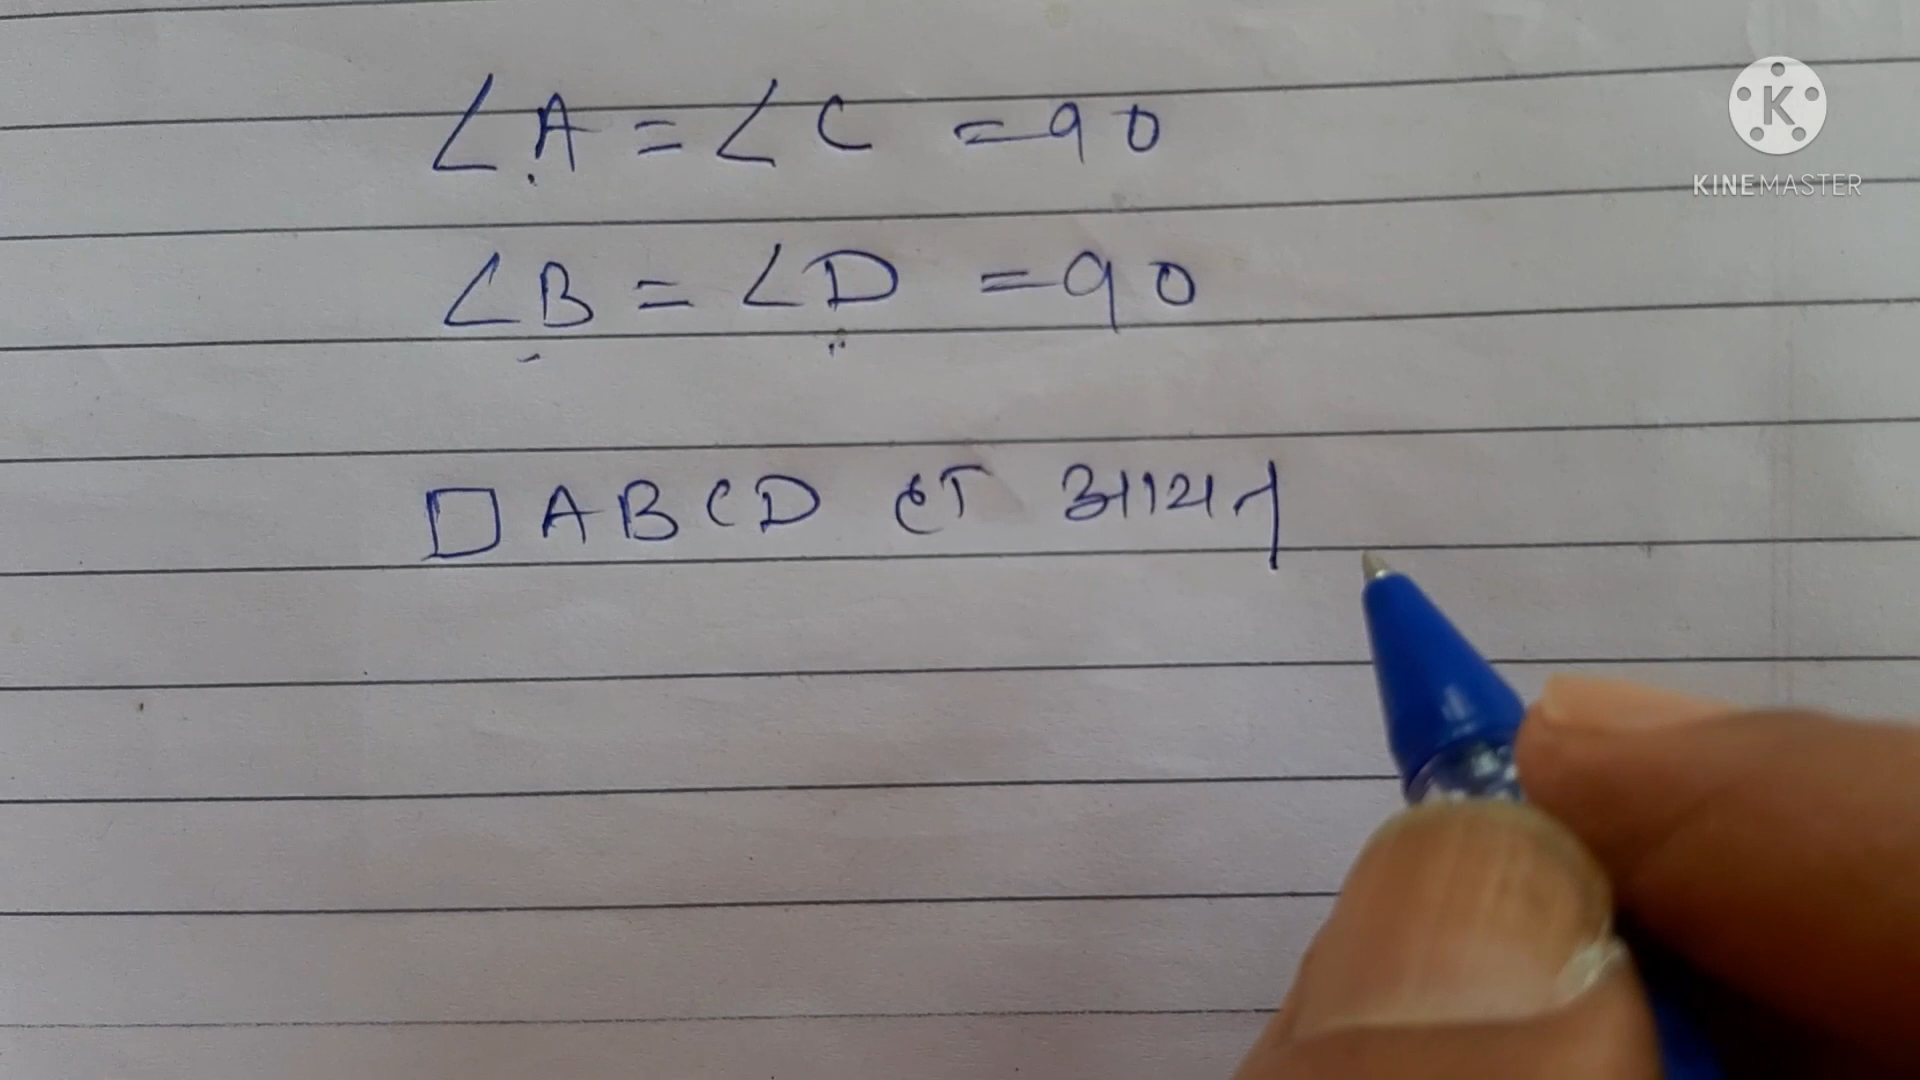 ∠A = ∠C = 90
∠B = ∠D = 90
□ABCD हा आयत
KINEMASTER